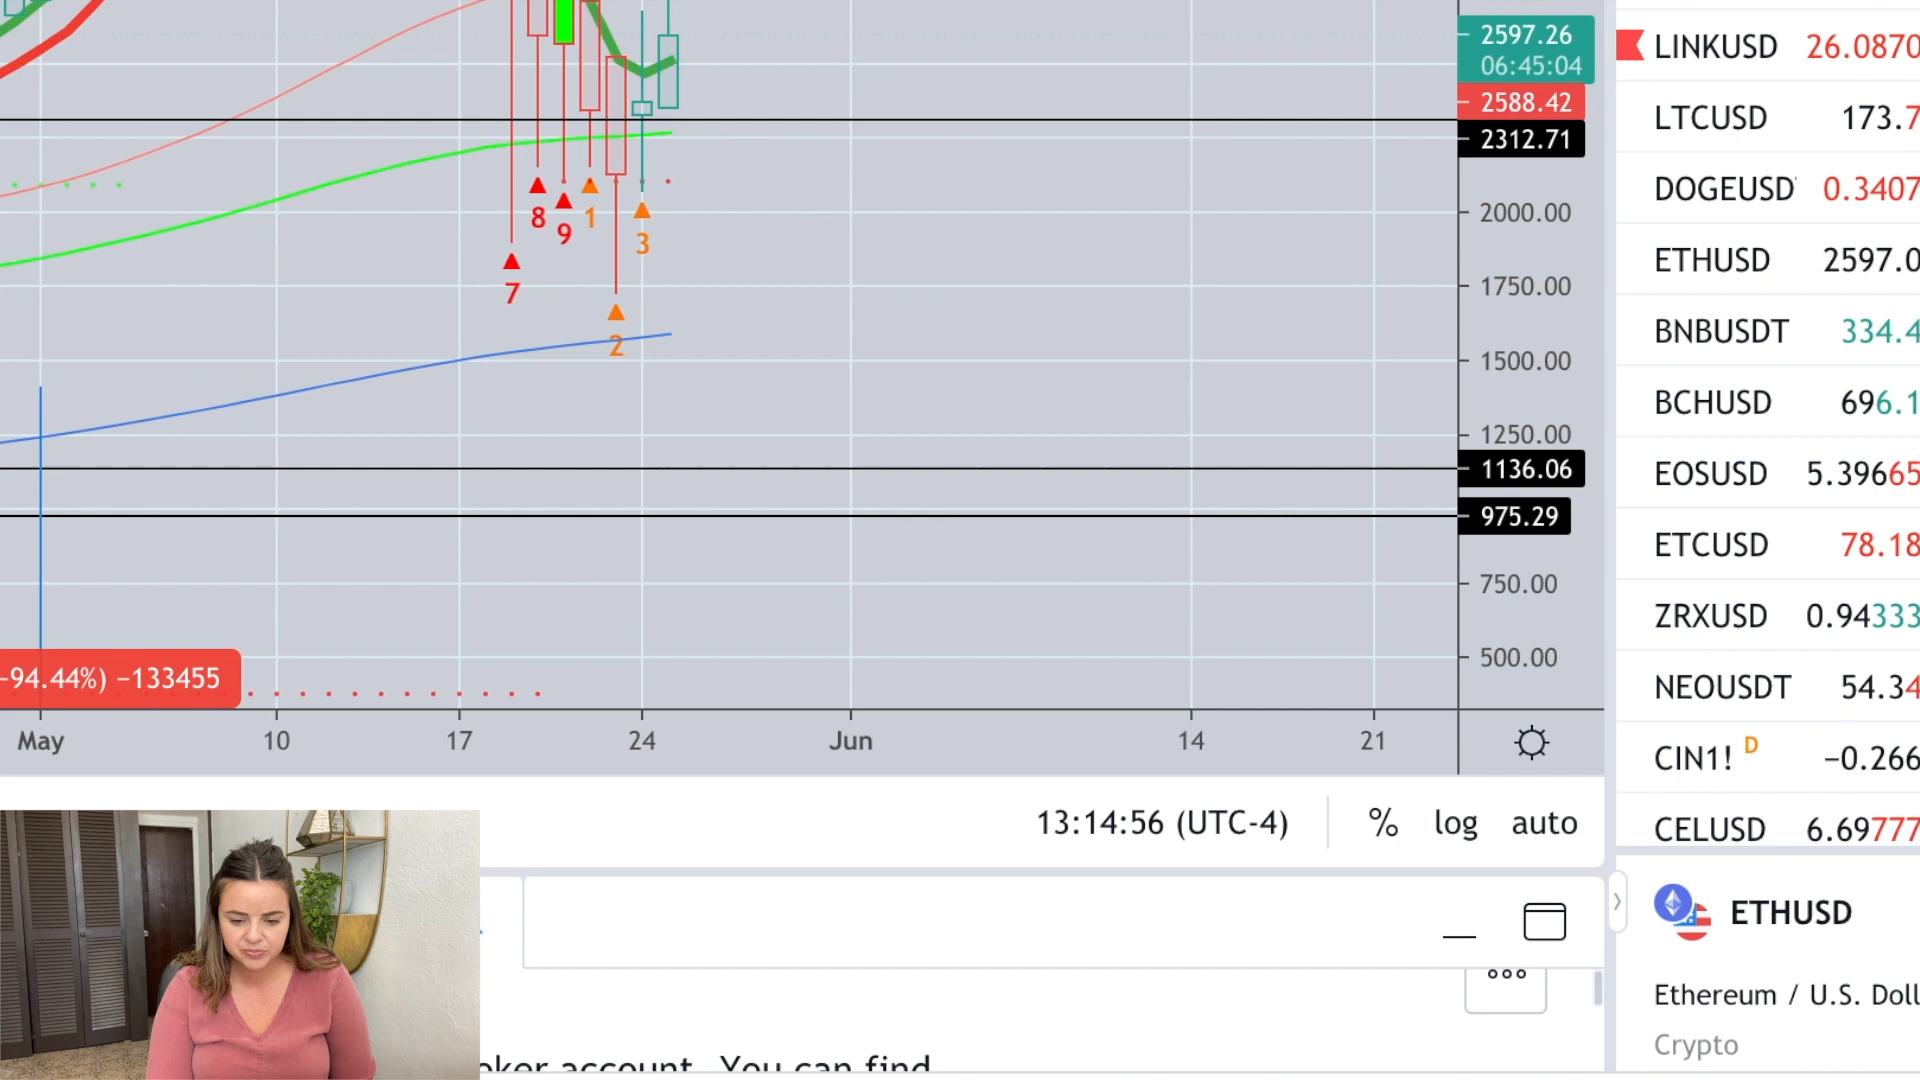 2597.26
06:45:04
2588.42
2312.71
2000.00
1750.00
1500.00
1250.00
1136.06
975.29
750.00
500.00
8
9
1
3
7
2
-94.44%) −133455
May 10 17 24 Jun 14 21
13:14:56 (UTC-4) % log auto
oker account. You can find
LINKUSD 26.0870
LTCUSD 173.7
DOGEUSD 0.3407
ETHUSD 2597.0
BNBUSDT 334.4
BCHUSD 696.1
EOSUSD 5.39665
ETCUSD 78.18
ZRXUSD 0.94333
NEOUSDT 54.34
CIN1! D −0.266
CELUSD 6.69777
ETHUSD
Ethereum / U.S. Doll
Crypto